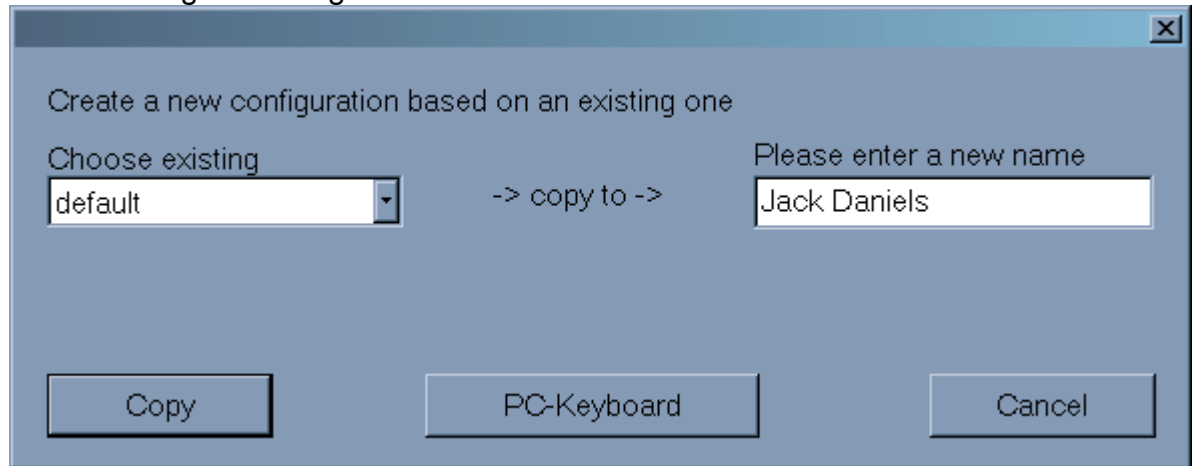 Create a new configuration based on an existing one
Choose existing
Please enter a new name
default
-> copy to ->
Jack Daniels
Copy
PC-Keyboard
Cancel